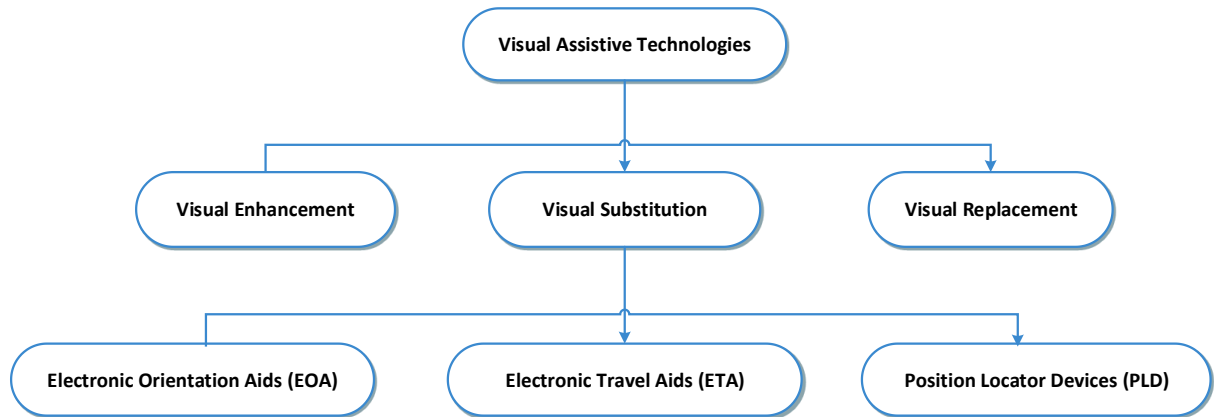 Visual Assistive Technologies
Visual Enhancement
Visual Substitution
Visual Replacement
Electronic Orientation Aids (EOA)
Electronic Travel Aids (ETA)
Position Locator Devices (PLD)